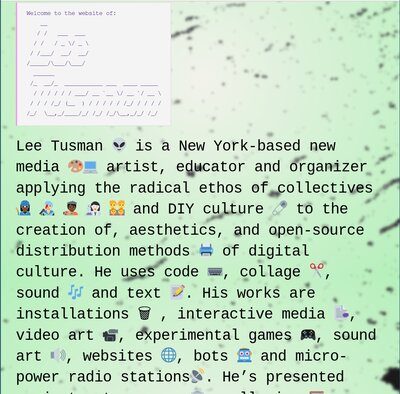 Welcome to the website of:
Lee
Tusman
Lee Tusman 👽 is a New York-based new
media 🎨💻 artist, educator and organizer
applying the radical ethos of collectives
and DIY culture 🧷 to the
creation of, aesthetics, and open-source
distribution methods 🖨️ of digital
culture. He uses code ⌨️, collage ✂️,
sound 🎶 and text 📝. His works are
installations 🗑️ , interactive media ,
video art 📹, experimental games 🎮, sound
art 🔊, websites 🌐, bots 🤖 and micro-
power radio stations📡. He’s presented